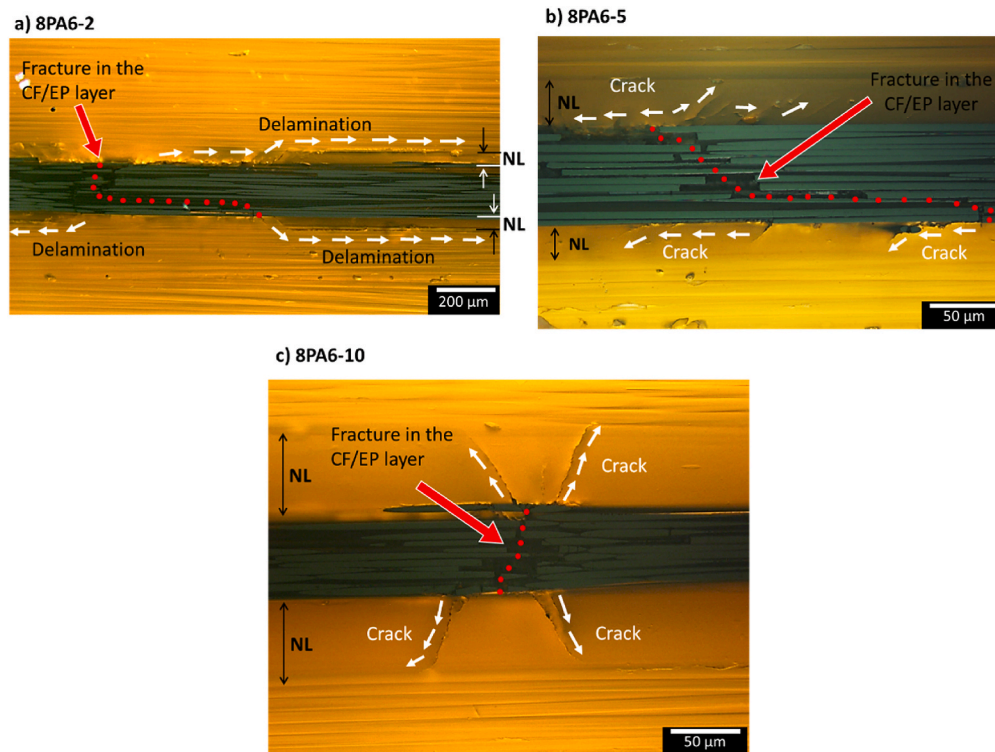 a) 8PA6-2
Fracture in the
CF/EP layer
Delamination
NL
NL
Delamination
Delamination
200 µm
b) 8PA6-5
Crack
Fracture in the
CF/EP layer
NL
NL
Crack
Crack
50 µm
c) 8PA6-10
Fracture in the
CF/EP layer
NL
Crack
NL
Crack
Crack
50 µm